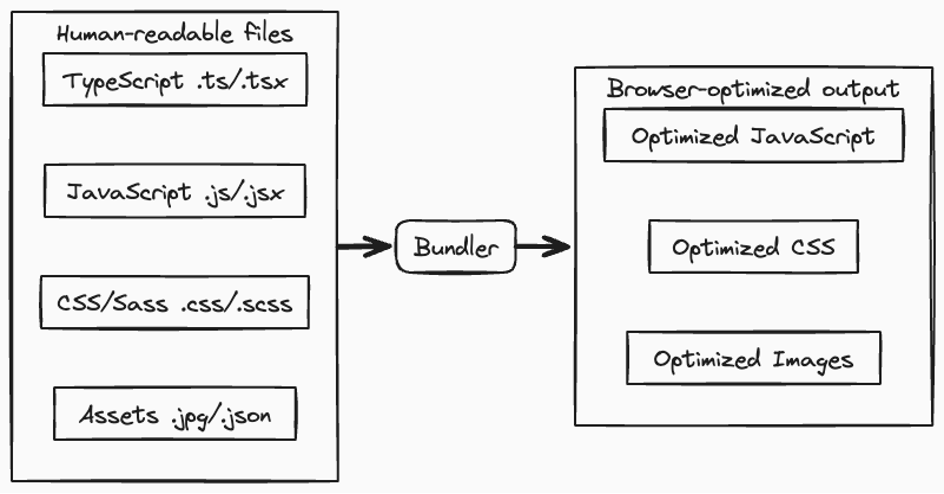 Human-readable files
TypeScript .ts/.tsx
JavaScript .js/.jsx
CSS/Sass .css/.scss
Assets .jpg/.json
Bundler
Browser-optimized output
Optimized JavaScript
Optimized CSS
Optimized Images